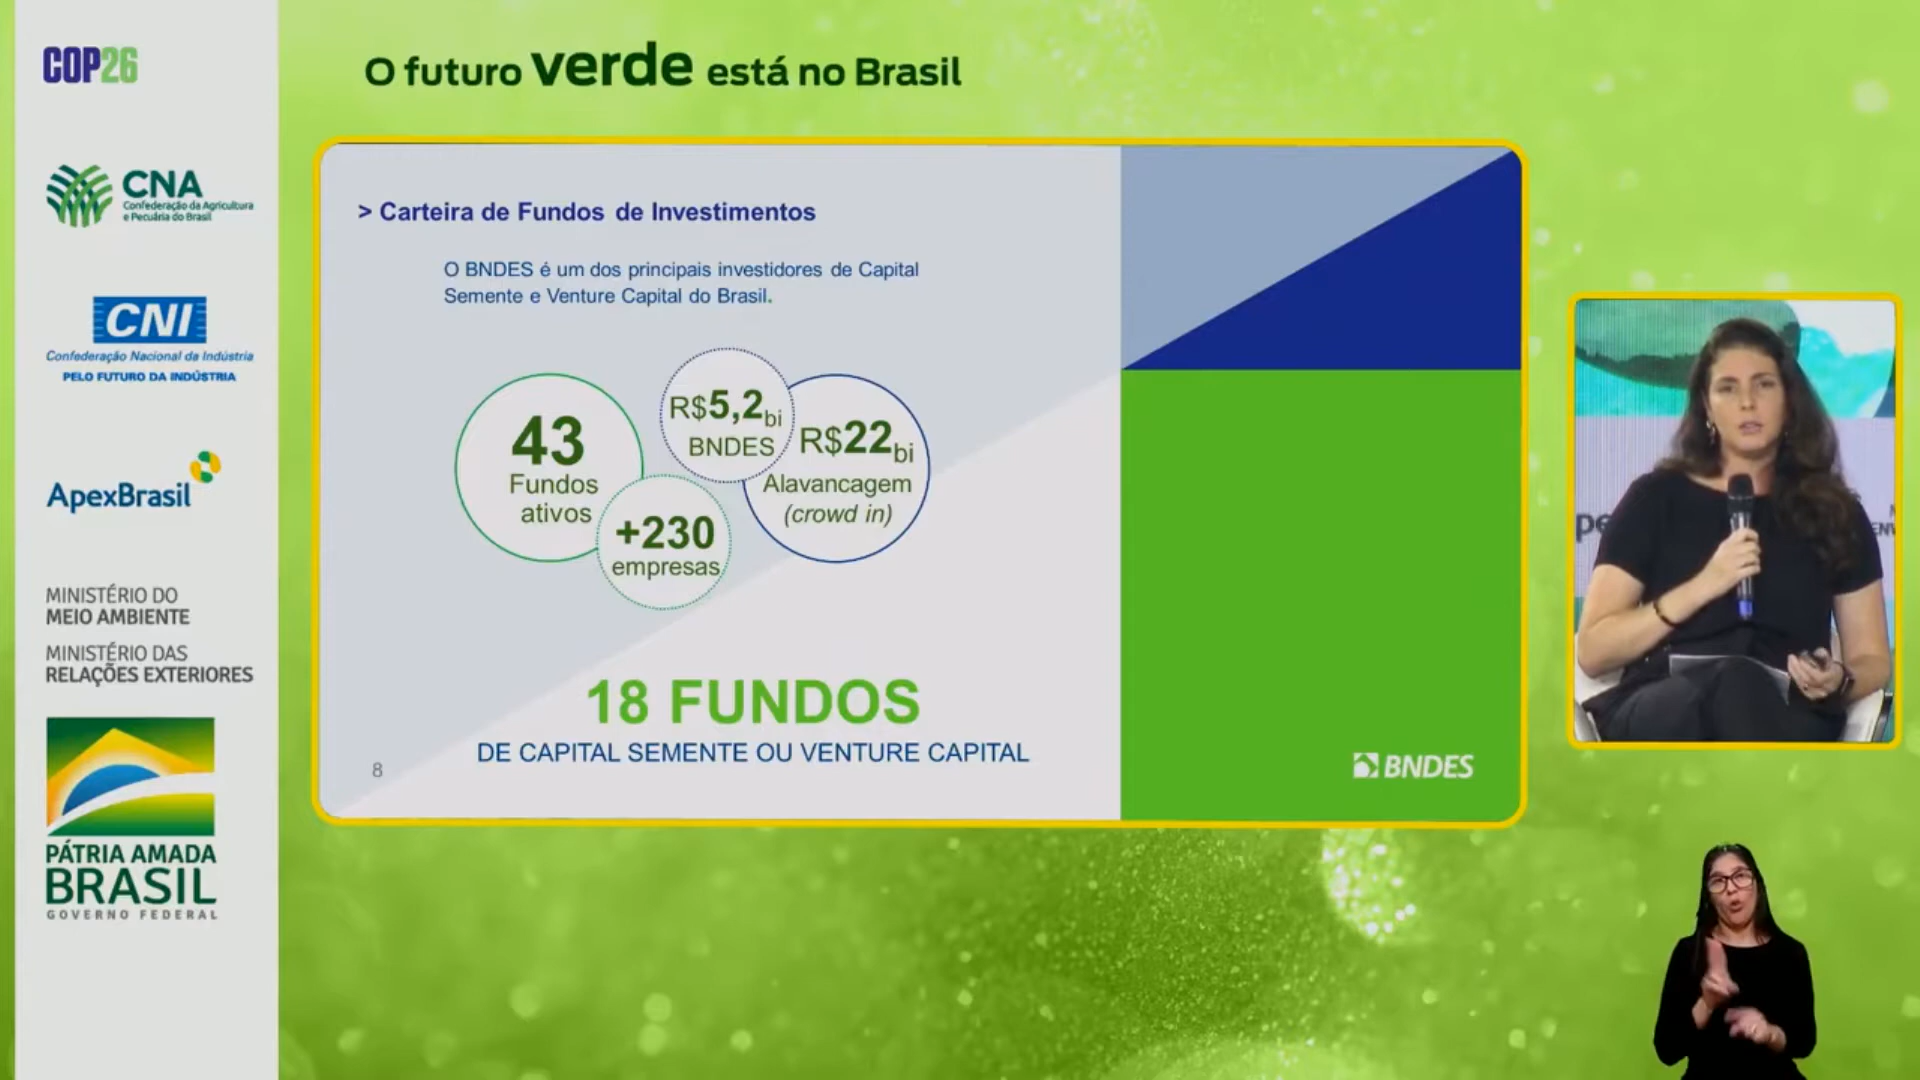 COP26
CNA
Confederação da Agricultura
e Pecuária do Brasil
CNI
Confederação Nacional da Indústria
PELO FUTURO DA INDÚSTRIA
ApexBrasil
MINISTÉRIO DO
MEIO AMBIENTE
MINISTÉRIO DAS
RELAÇÕES EXTERIORES
PÁTRIA AMADA
BRASIL
GOVERNO FEDERAL
O futuro verde está no Brasil
> Carteira de Fundos de Investimentos
O BNDES é um dos principais investidores de Capital
Semente e Venture Capital do Brasil.
43
Fundos
ativos
R$5,2bi
BNDES
+230
empresas
R$22bi
Alavancagem
(crowd in)
18 FUNDOS
DE CAPITAL SEMENTE OU VENTURE CAPITAL
8
BNDES